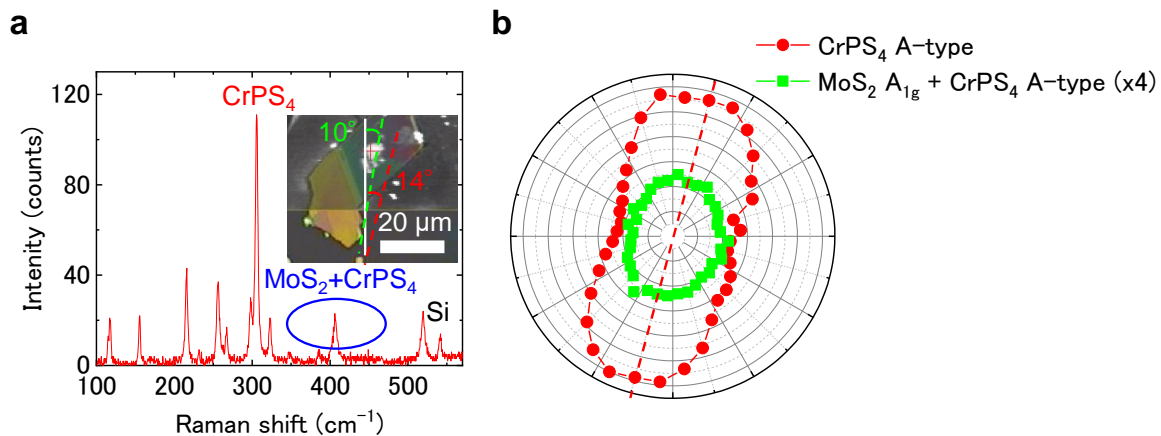 a
b
CrPS₄ A-type
MoS₂ A₁g + CrPS₄ A-type (x4)
Intenity (counts)
120
80
40
0
CrPS₄
10°
14°
20 μm
MoS₂+CrPS₄
Si
100 200 300 400 500
Raman shift (cm⁻¹)